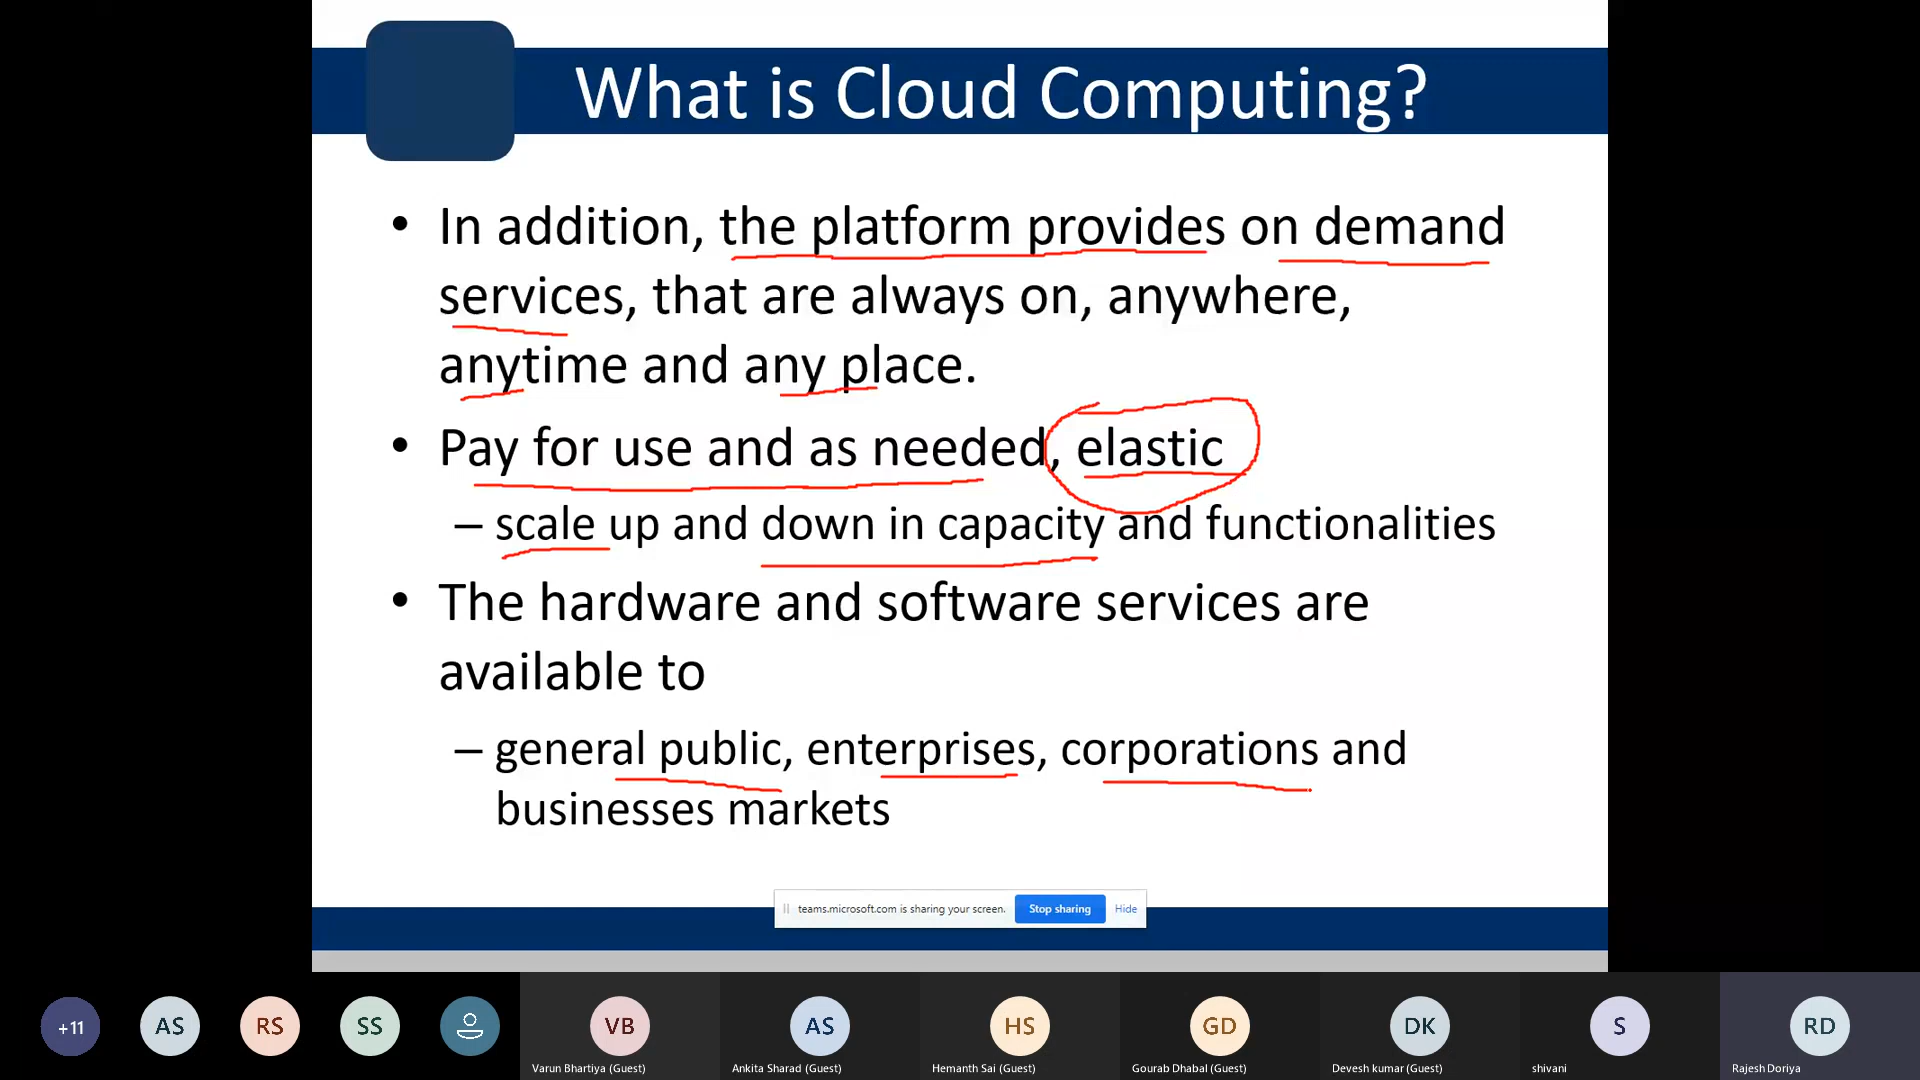 What is Cloud Computing?
• In addition, the platform provides on demand
services, that are always on, anywhere,
anytime and any place.
• Pay for use and as needed, elastic
– scale up and down in capacity and functionalities
• The hardware and software services are
available to
– general public, enterprises, corporations and
businesses markets
teams.microsoft.com is sharing your screen. Stop sharing Hide
+11 AS RS SS VB AS HS GD DK S RD
Varun Bhartiya (Guest) Ankita Sharad (Guest) Hemanth Sai (Guest) Gourab Dhabal (Guest) Devesh kumar (Guest) shivani Rajesh Doriya